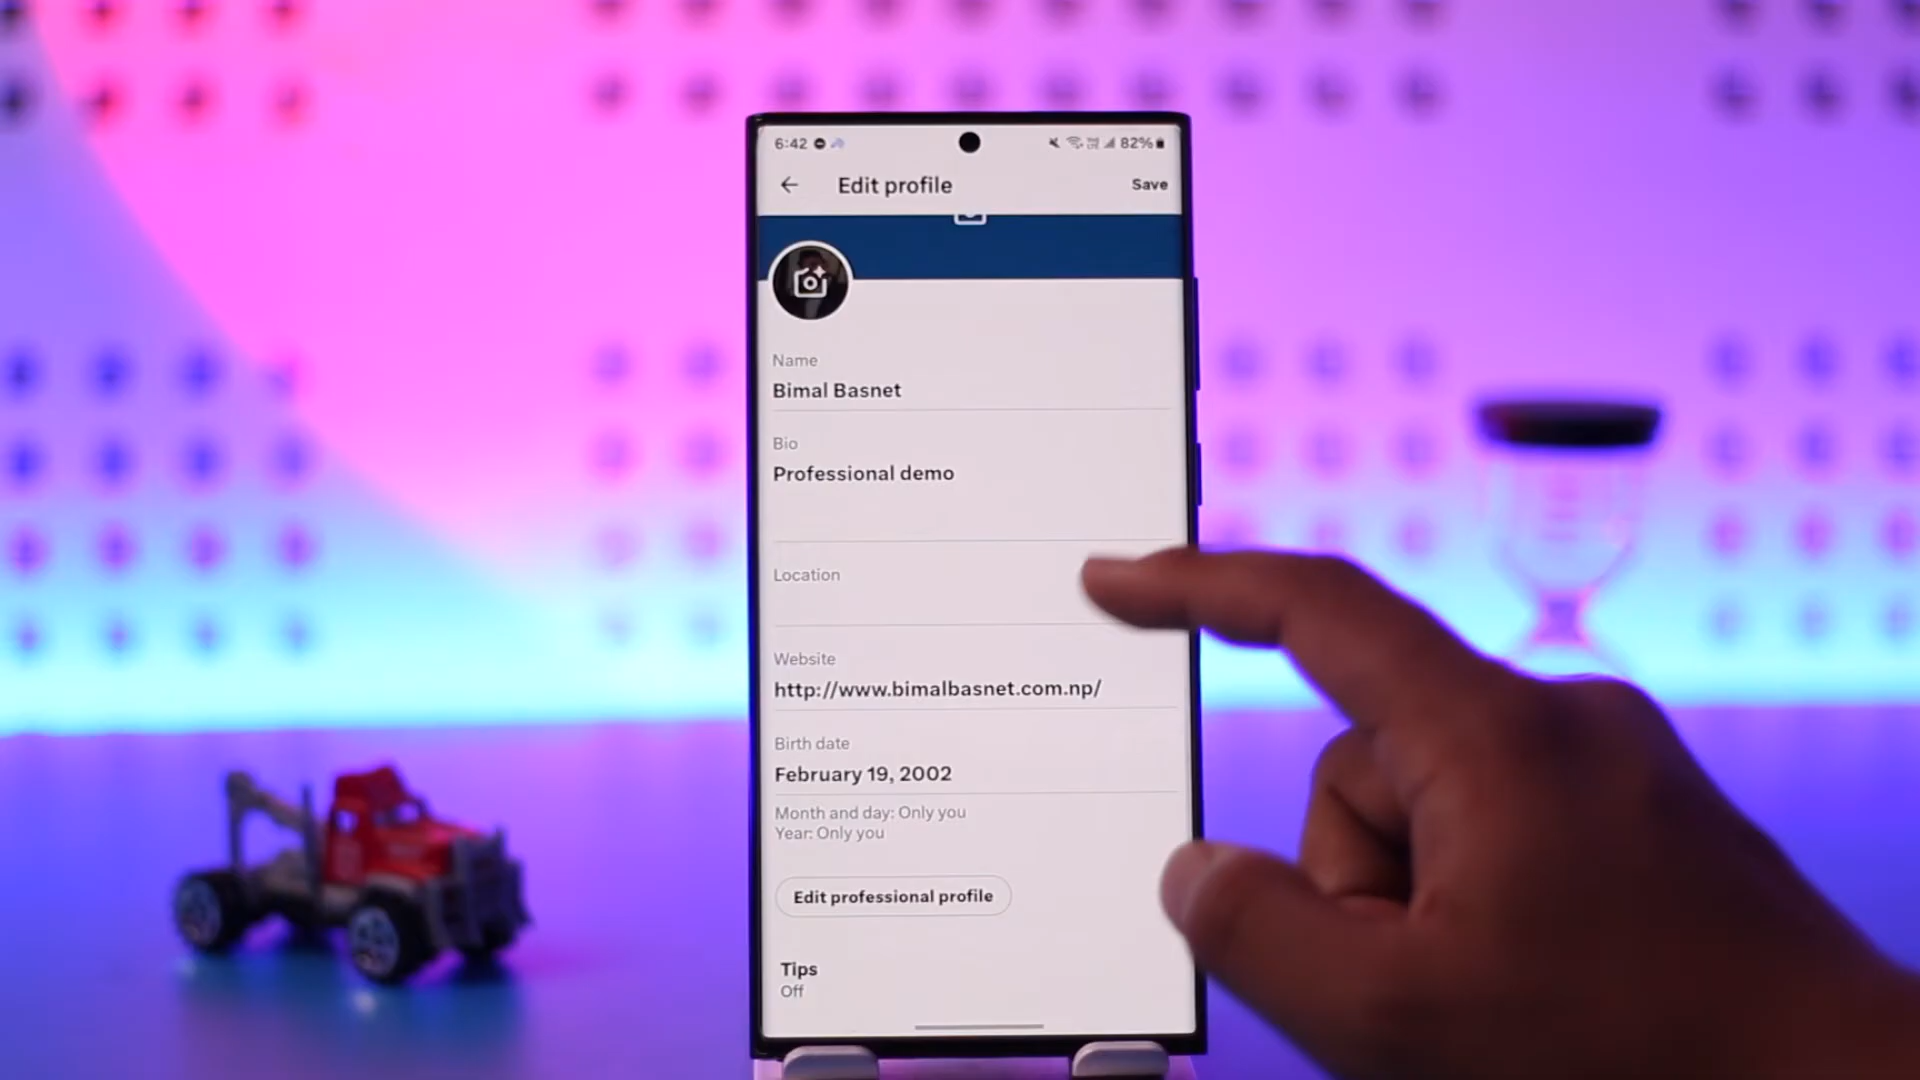 6:42
82%
Edit profile
Save
Name
Bimal Basnet
Bio
Professional demo
Location
Website
http://www.bimalbasnet.com.np/
Birth date
February 19, 2002
Month and day: Only you
Year: Only you
Edit professional profile
Tips
Off